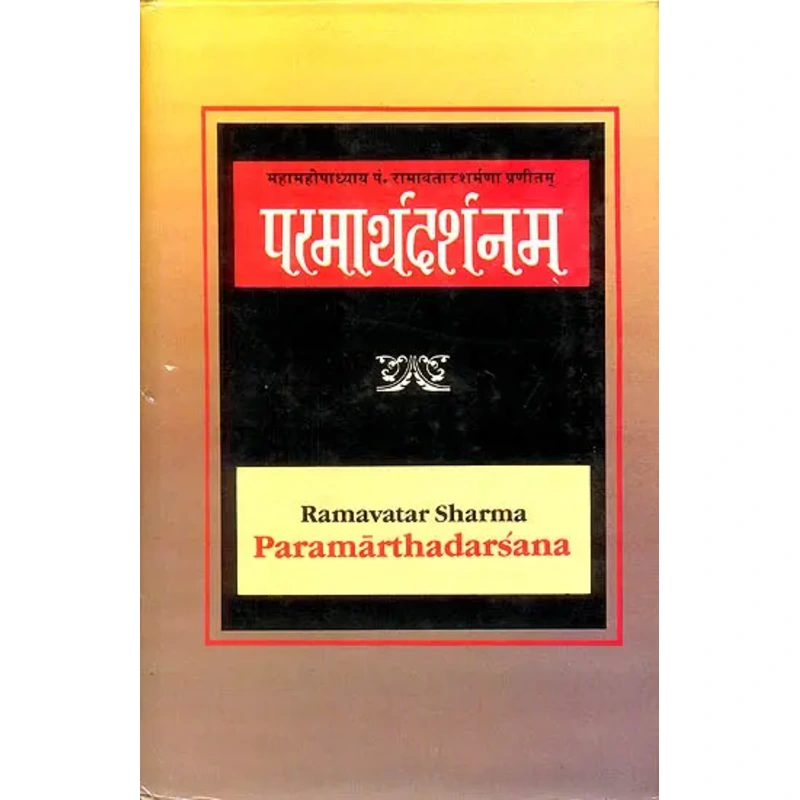 महामहोपाध्याय पं. रामावतारशर्मणा प्रणीतम्
परमार्थदर्शनम्
Ramavatar Sharma
Paramārthadarśana